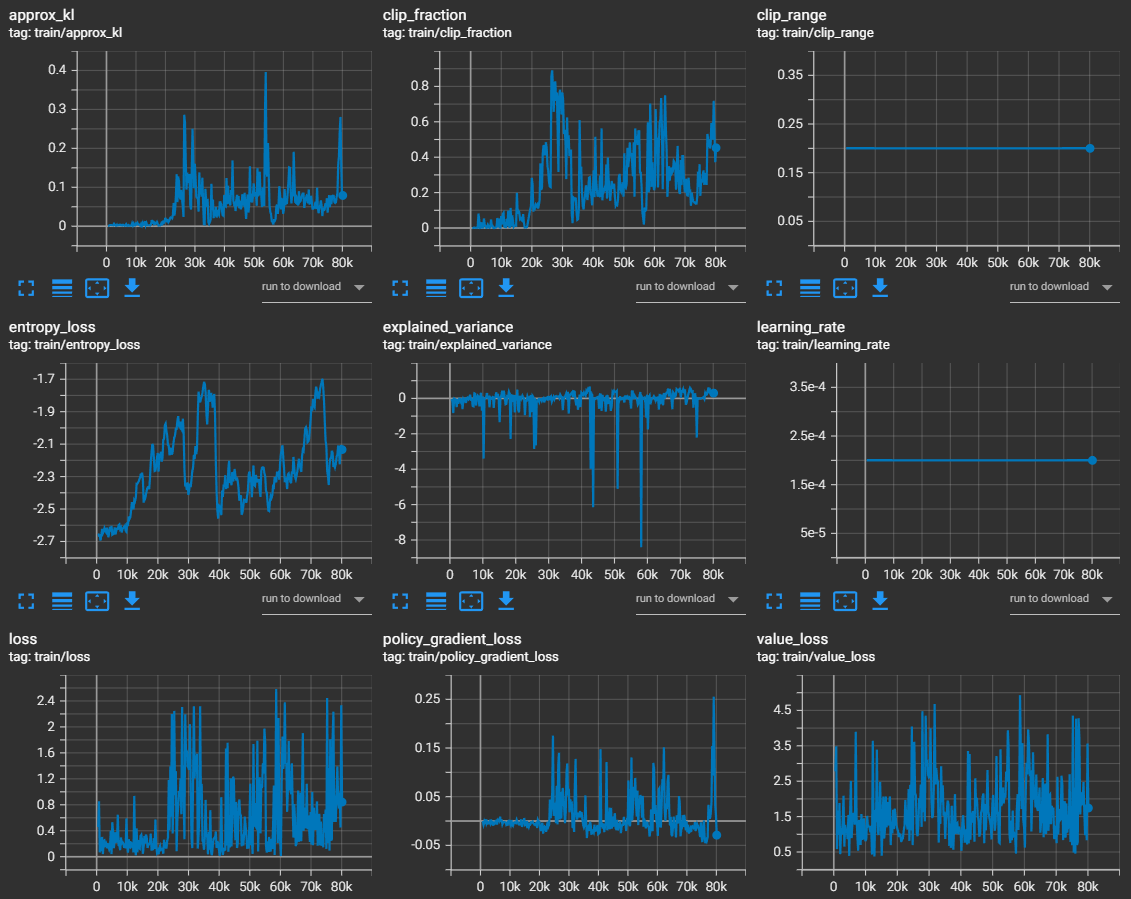 approx_kl
tag: train/approx_kl
0.4
0.3
0.2
0.1
0
0 10k 20k 30k 40k 50k 60k 70k 80k
run to download
clip_fraction
tag: train/clip_fraction
0.8
0.6
0.4
0.2
0
0 10k 20k 30k 40k 50k 60k 70k 80k
run to download
clip_range
tag: train/clip_range
0.35
0.25
0.15
0.05
0 10k 20k 30k 40k 50k 60k 70k 80k
run to download
entropy_loss
tag: train/entropy_loss
-1.7
-1.9
-2.1
-2.3
-2.5
-2.7
0 10k 20k 30k 40k 50k 60k 70k 80k
run to download
explained_variance
tag: train/explained_variance
0
-2
-4
-6
-8
0 10k 20k 30k 40k 50k 60k 70k 80k
run to download
learning_rate
tag: train/learning_rate
3.5e-4
2.5e-4
1.5e-4
5e-5
0 10k 20k 30k 40k 50k 60k 70k 80k
run to download
loss
tag: train/loss
2.4
2
1.6
1.2
0.8
0.4
0
0 10k 20k 30k 40k 50k 60k 70k 80k
policy_gradient_loss
tag: train/policy_gradient_loss
0.25
0.15
0.05
-0.05
0 10k 20k 30k 40k 50k 60k 70k 80k
value_loss
tag: train/value_loss
4.5
3.5
2.5
1.5
0.5
0 10k 20k 30k 40k 50k 60k 70k 80k